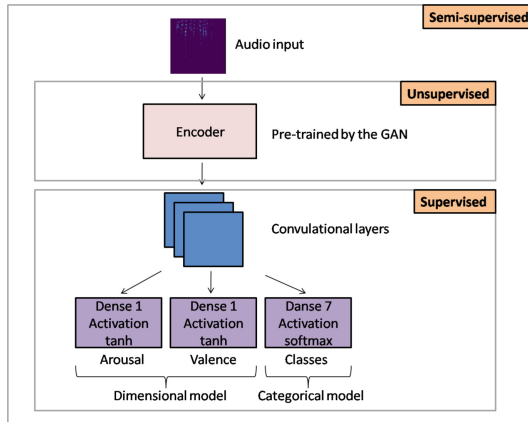 Semi-supervised
Audio input
Unsupervised
Encoder
Pre-trained by the GAN
Supervised
Convulational layers
Dense 1
Activation
tanh
Dense 1
Activation
tanh
Danse 7
Activation
softmax
Arousal
Valence
Classes
Dimensional model
Categorical model